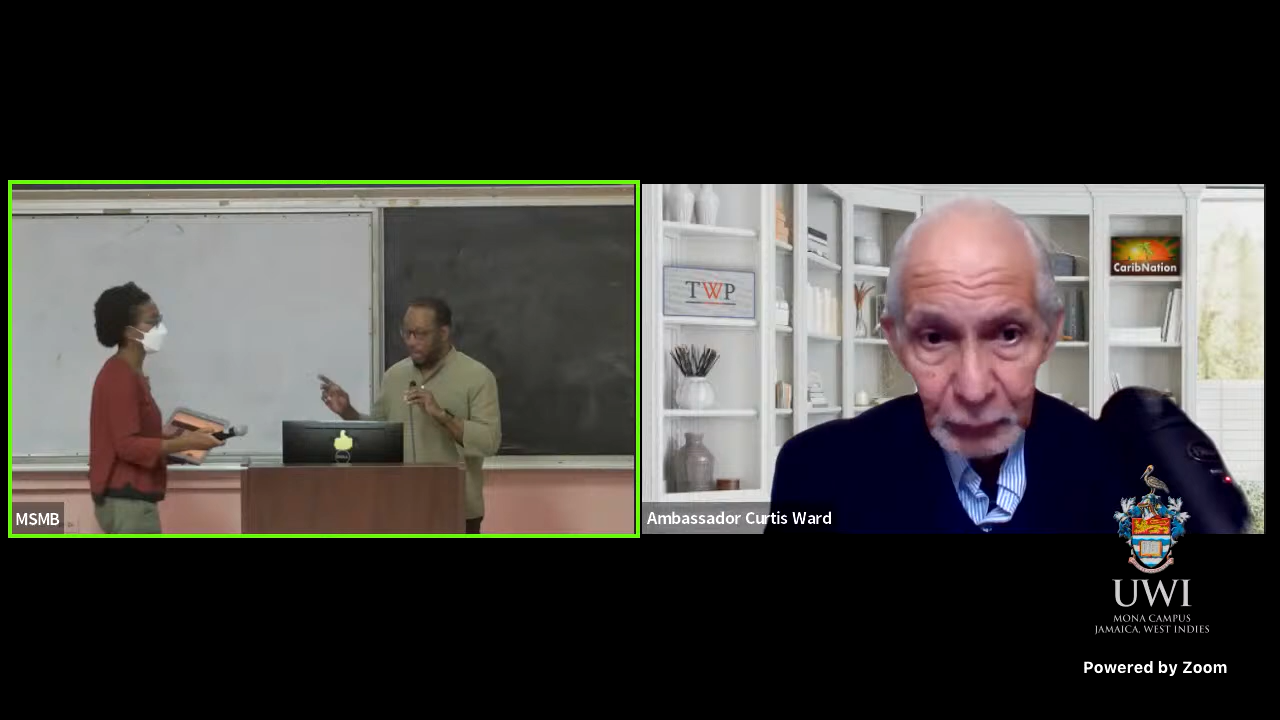 MSMB
TWP
CaribNation
Ambassador Curtis Ward
UWI
MONA CAMPUS
JAMAICA, WEST INDIES
Powered by Zoom